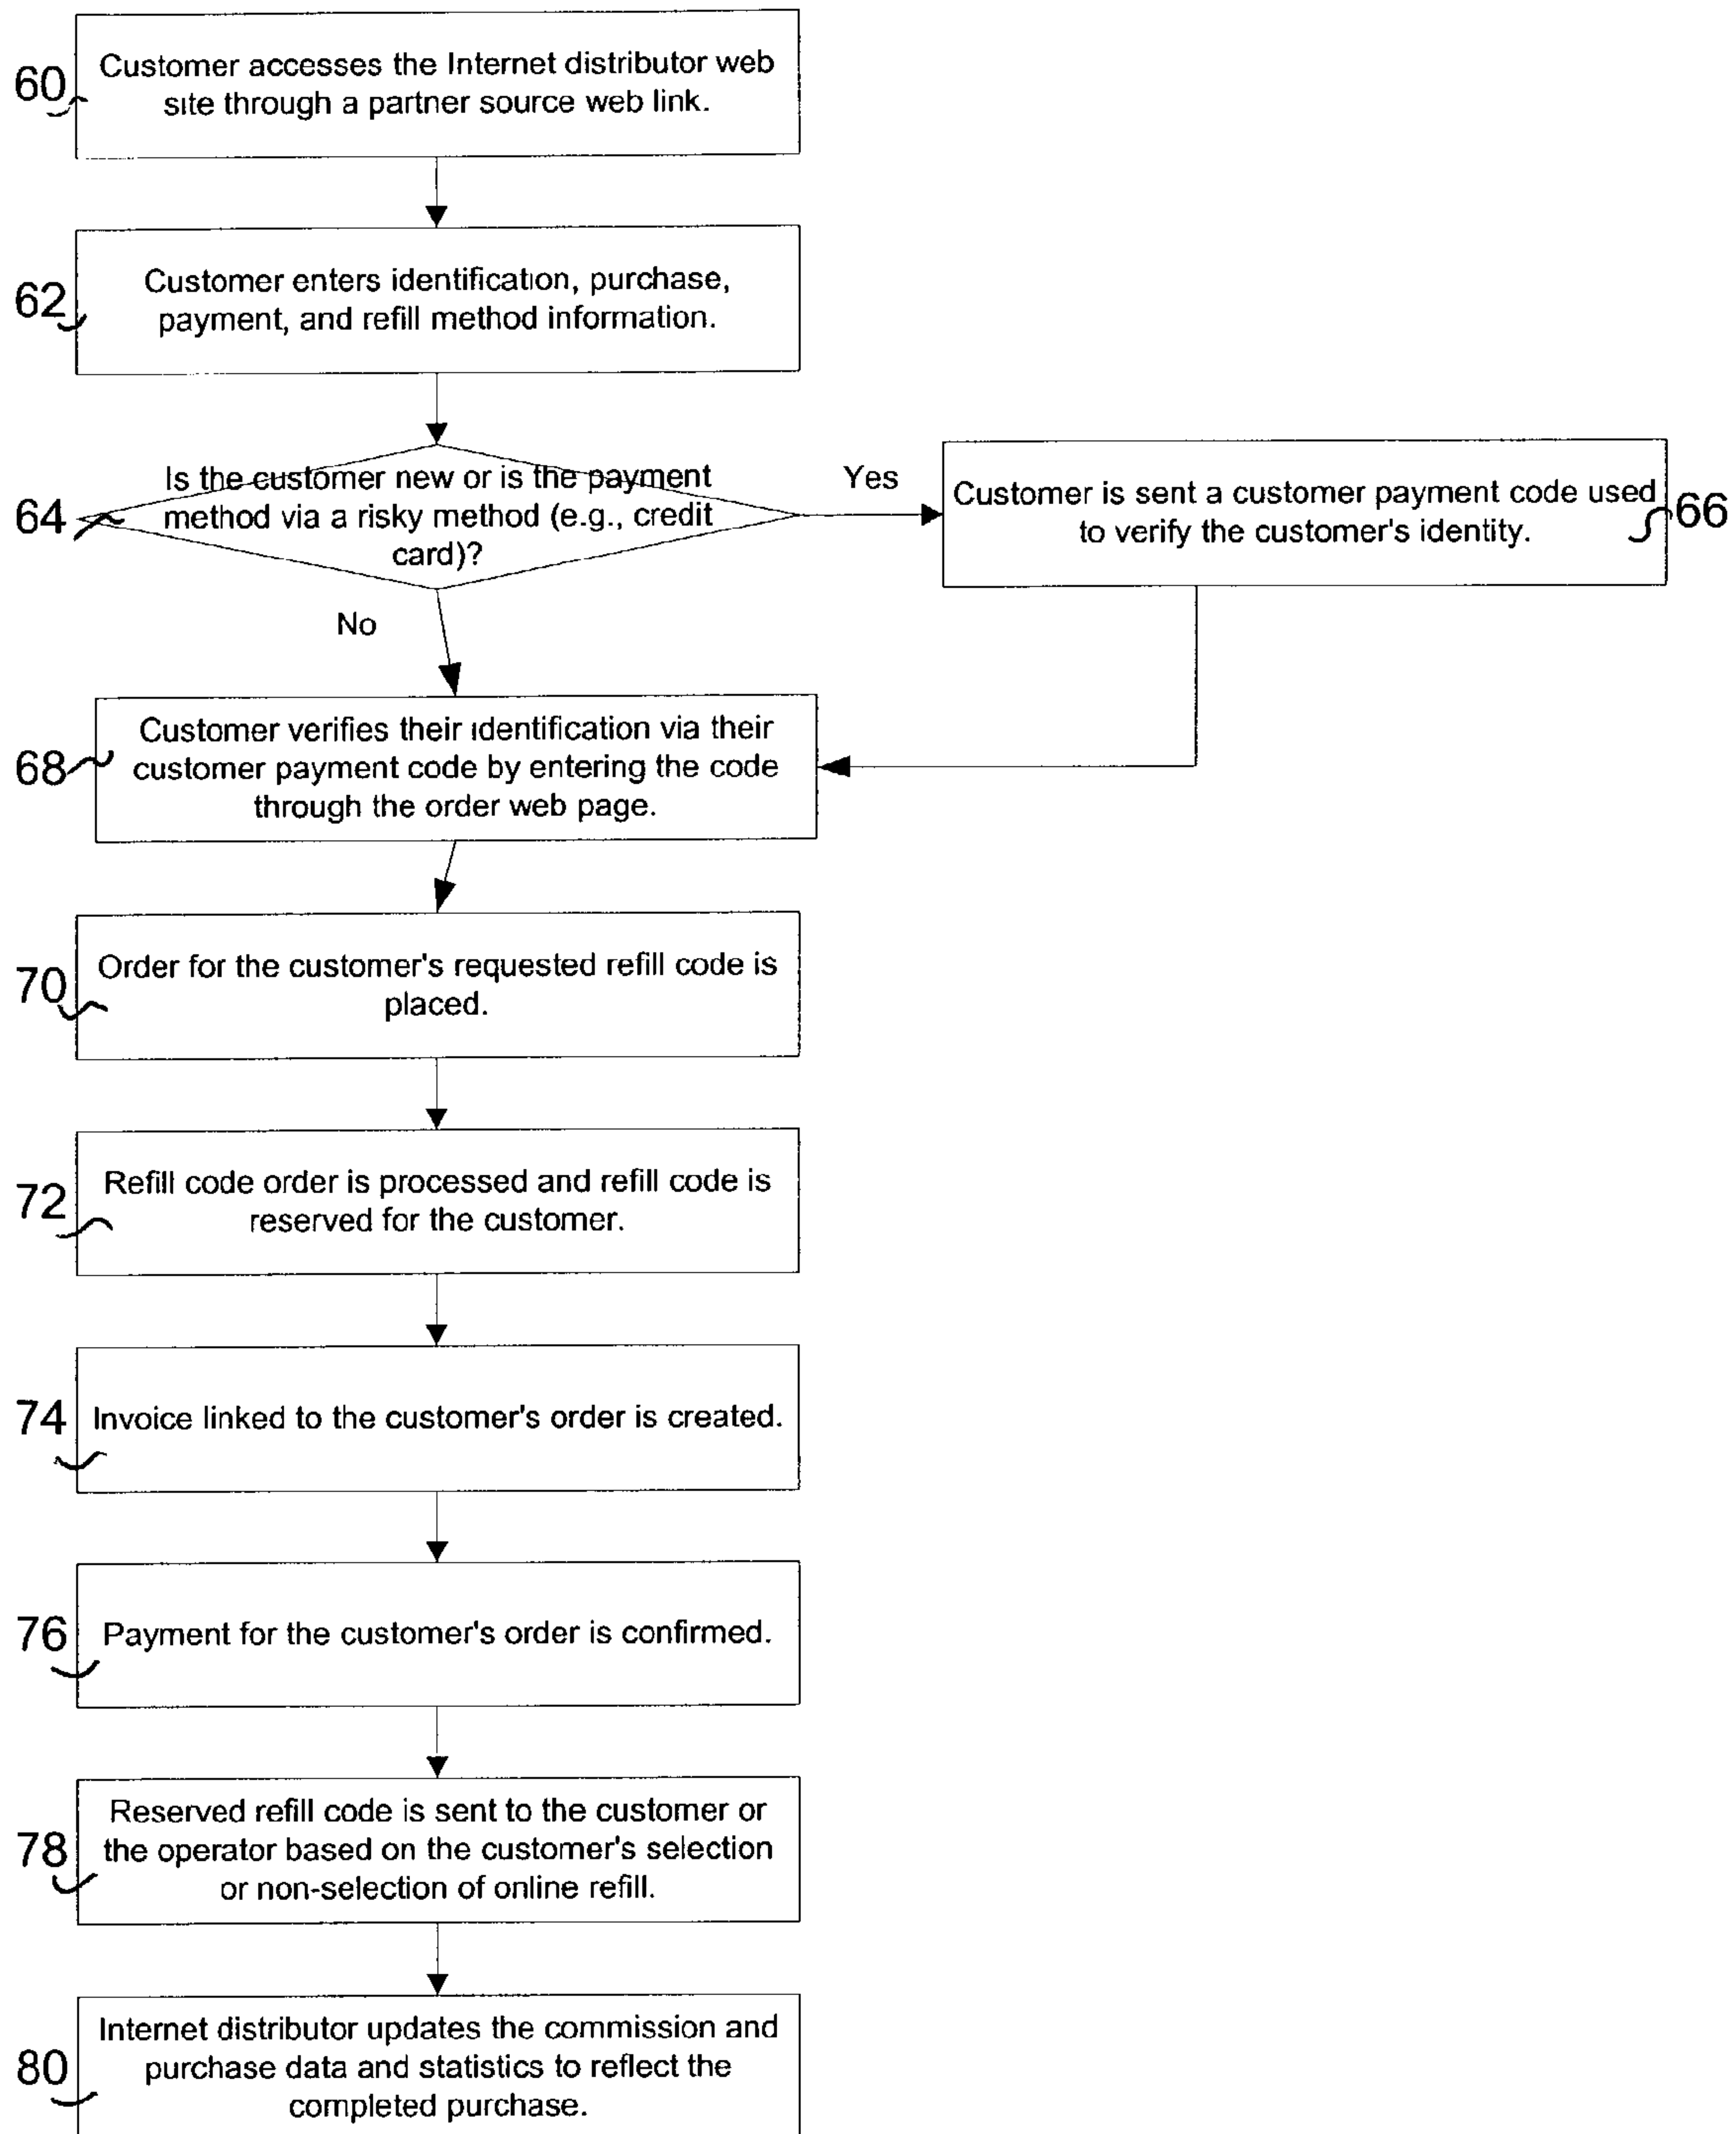 60
Customer accesses the Internet distributor web
site through a partner source web link.
62
Customer enters identification, purchase,
payment, and refill method information.
64
Is the customer new or is the payment
method via a risky method (e.g., credit
card)?
Yes
Customer is sent a customer payment code used
to verify the customer's identity.
66
No
68
Customer verifies their identification via their
customer payment code by entering the code
through the order web page.
70
Order for the customer's requested refill code is
placed.
72
Refill code order is processed and refill code is
reserved for the customer.
74
Invoice linked to the customer's order is created.
76
Payment for the customer's order is confirmed.
78
Reserved refill code is sent to the customer or
the operator based on the customer's selection
or non-selection of online refill.
80
Internet distributor updates the commission and
purchase data and statistics to reflect the
completed purchase.